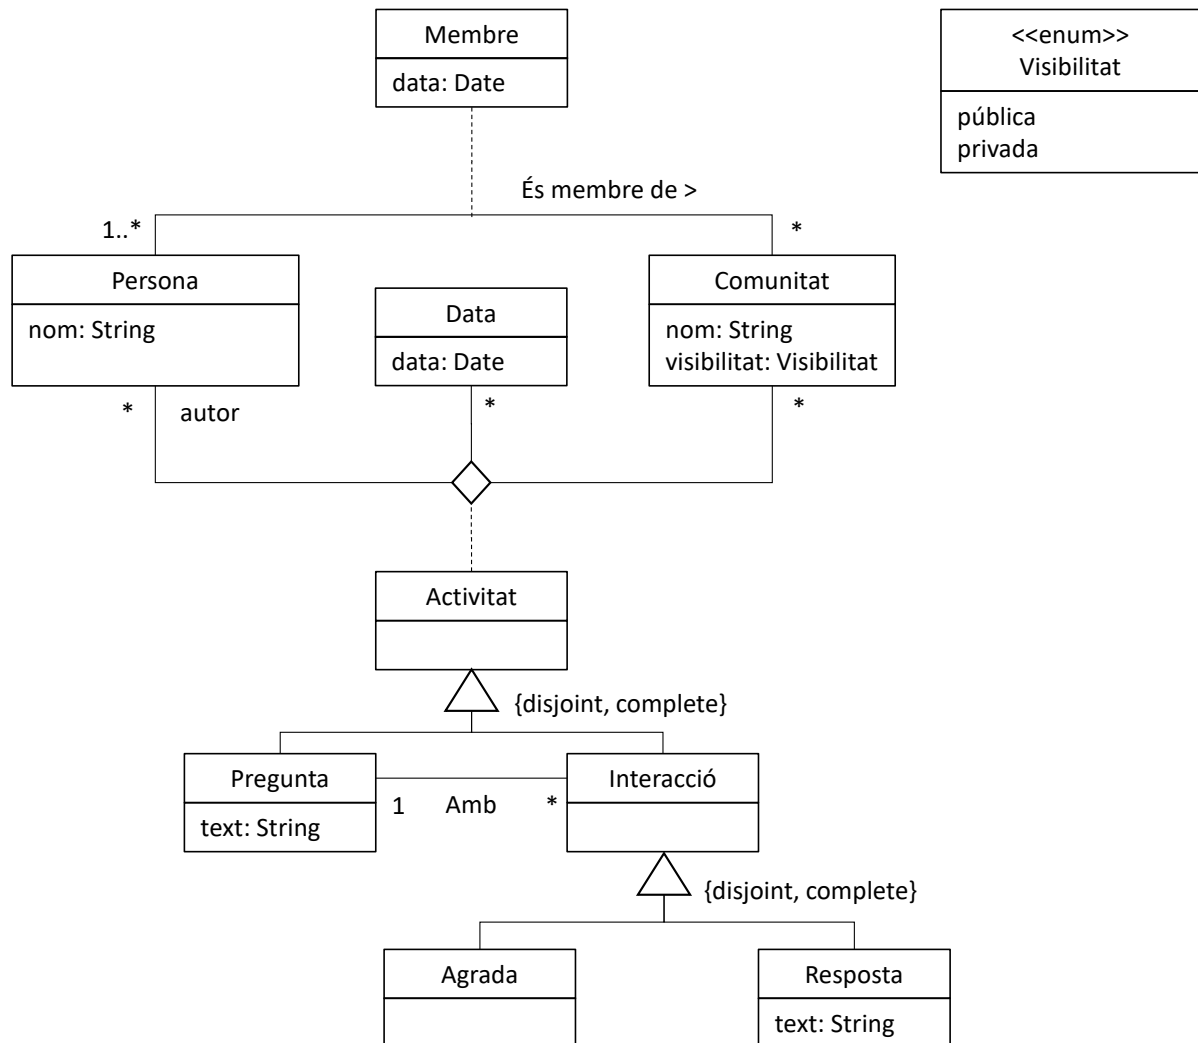 Membre
data: Date
<<enum>>
Visibilitat
pública
privada
És membre de >
1..*
*
Persona
nom: String
Data
data: Date
Comunitat
nom: String
visibilitat: Visibilitat
*
autor
*
*
Activitat
{disjoint, complete}
Pregunta
text: String
1
Amb
*
Interacció
{disjoint, complete}
Agrada
Resposta
text: String